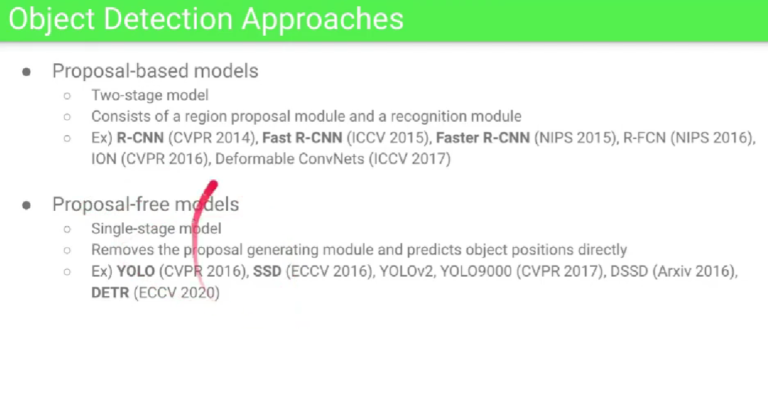 Object Detection Approaches
● Proposal-based models
○ Two-stage model
○ Consists of a region proposal module and a recognition module
○ Ex) R-CNN (CVPR 2014), Fast R-CNN (ICCV 2015), Faster R-CNN (NIPS 2015), R-FCN (NIPS 2016),
ION (CVPR 2016), Deformable ConvNets (ICCV 2017)
● Proposal-free models
○ Single-stage model
○ Removes the proposal generating module and predicts object positions directly
○ Ex) YOLO (CVPR 2016), SSD (ECCV 2016), YOLOv2, YOLO9000 (CVPR 2017), DSSD (Arxiv 2016),
DETR (ECCV 2020)